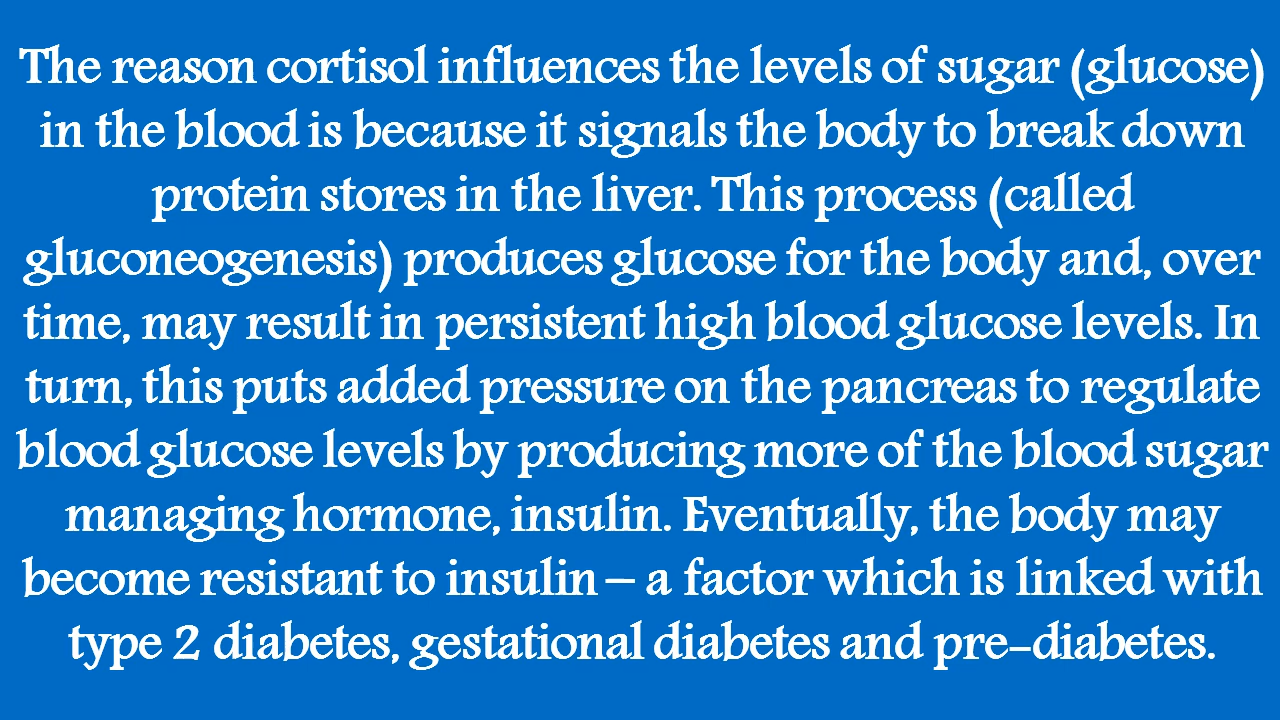 The reason cortisol influences the levels of sugar (glucose)
in the blood is because it signals the body to break down
protein stores in the liver. This process (called
gluconeogenesis) produces glucose for the body and, over
time, may result in persistent high blood glucose levels. In
turn, this puts added pressure on the pancreas to regulate
blood glucose levels by producing more of the blood sugar
managing hormone, insulin. Eventually, the body may
become resistant to insulin – a factor which is linked with
type 2 diabetes, gestational diabetes and pre-diabetes.